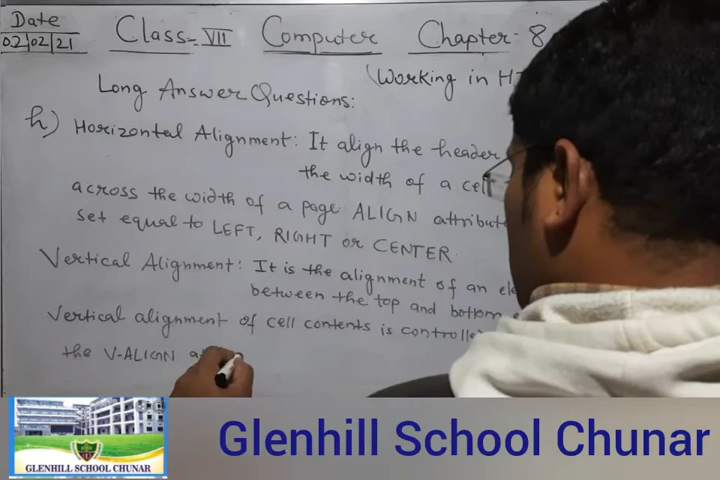 Date
02/02/21
Class-VII Computer Chapter-8
(Working in
Long Answer Questions:
h) Horizontal Alignment: It align the header
the width of a cell
across the width of a page ALIGN attribute
set equal to LEFT, RIGHT or CENTER.
Vertical Alignment: It is the alignment of an
between the top and bottom
Vertical alignment of cell contents is
the V-ALIGN
GLENHILL SCHOOL CHUNAR
Glenhill School Chunar